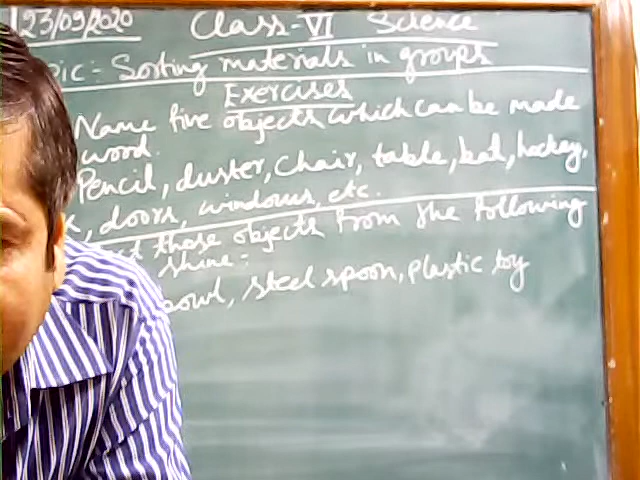 23/09/2020 Class-VI Science
pic:- Sorting materials in groups
Exercises
Name five objects which can be made
wood.
Pencil, duster, Chair, table, bat, hockey,
doors, windows, etc.
those objects from the following
shine:-
bowl, steel spoon, plastic toy